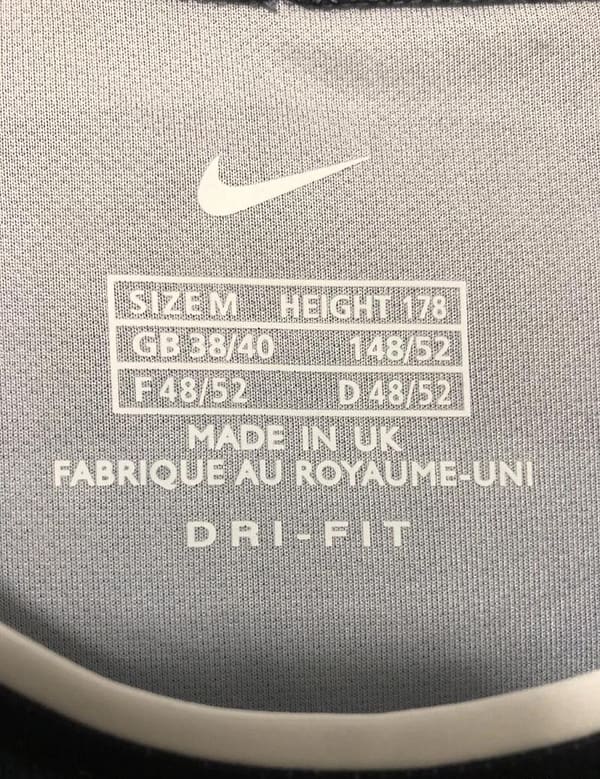 SIZE M HEIGHT 178
GB 38/40 148/52
F 48/52 D 48/52
MADE IN UK
FABRIQUE AU ROYAUME-UNI
DRI-FIT